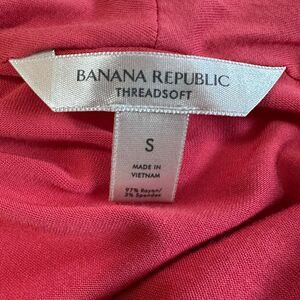 BANANA REPUBLIC
THREADSOFT
S
MADE IN
VIETNAM
97% Rayon/
3% Spandex